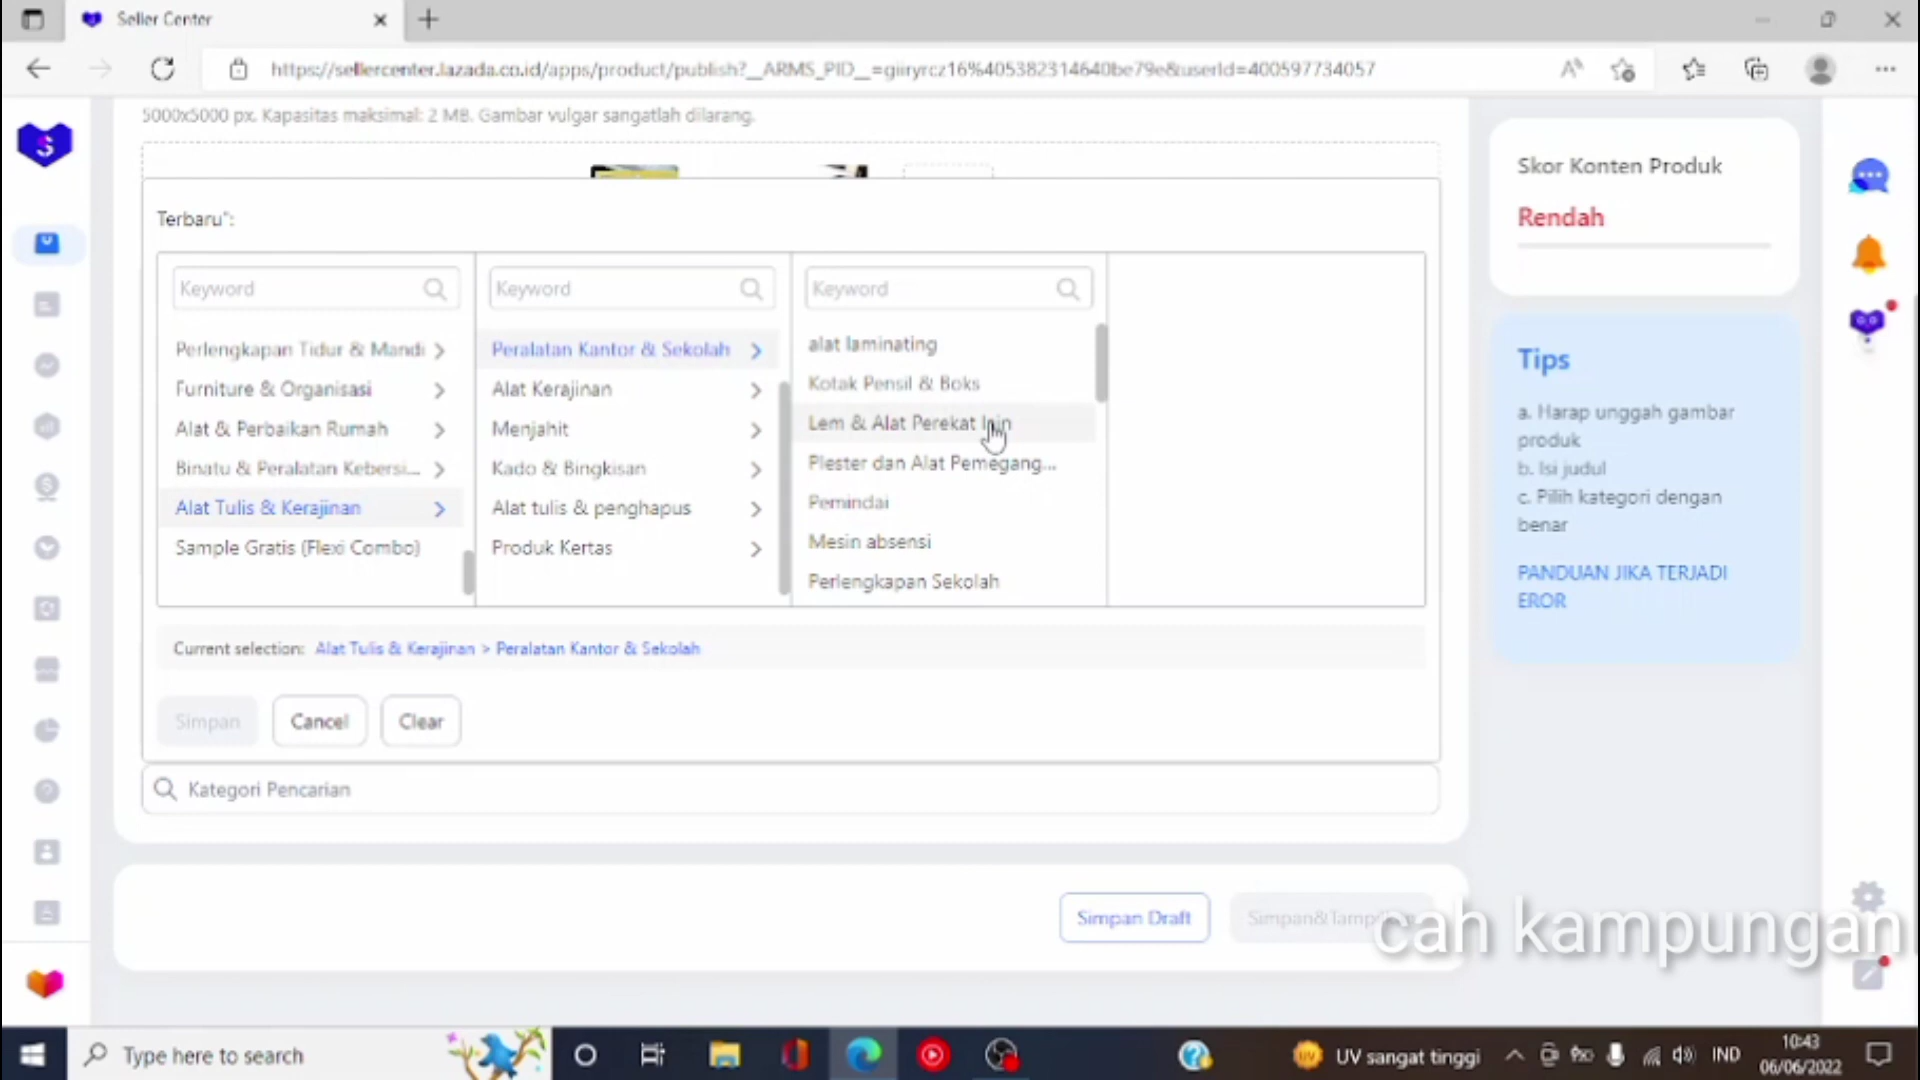 Seller Center
https://sellercenter.lazada.co.id/apps/product/publish?__ARMS_PID__=giiryrcz16%405382314640be79e&userId=400597734057
5000x5000 px. Kapasitas maksimal: 2 MB. Gambar vulgar sangatlah dilarang.
Terbaru":
Keyword
Perlengkapan Tidur & Mandi
Furniture & Organisasi
Alat & Perbaikan Rumah
Binatu & Peralatan Kebersi...
Alat Tulis & Kerajinan
Sample Gratis (Flexi Combo)
Keyword
Peralatan Kantor & Sekolah
Alat Kerajinan
Menjahit
Kado & Bingkisan
Alat tulis & penghapus
Produk Kertas
Keyword
alat laminating
Kotak Pensil & Boks
Lem & Alat Perekat lain
Plester dan Alat Pemegang...
Pemindai
Mesin absensi
Perlengkapan Sekolah
Current selection: Alat Tulis & Kerajinan > Peralatan Kantor & Sekolah
Simpan
Cancel
Clear
Kategori Pencarian
Simpan Draft
Skor Konten Produk
Rendah
Tips
a. Harap unggah gambar
produk
b. Isi judul
c. Pilih kategori dengan
benar
PANDUAN JIKA TERJADI
EROR
cah kampungan
Type here to search
UV
UV sangat tinggi
IND
10:43
06/06/2022